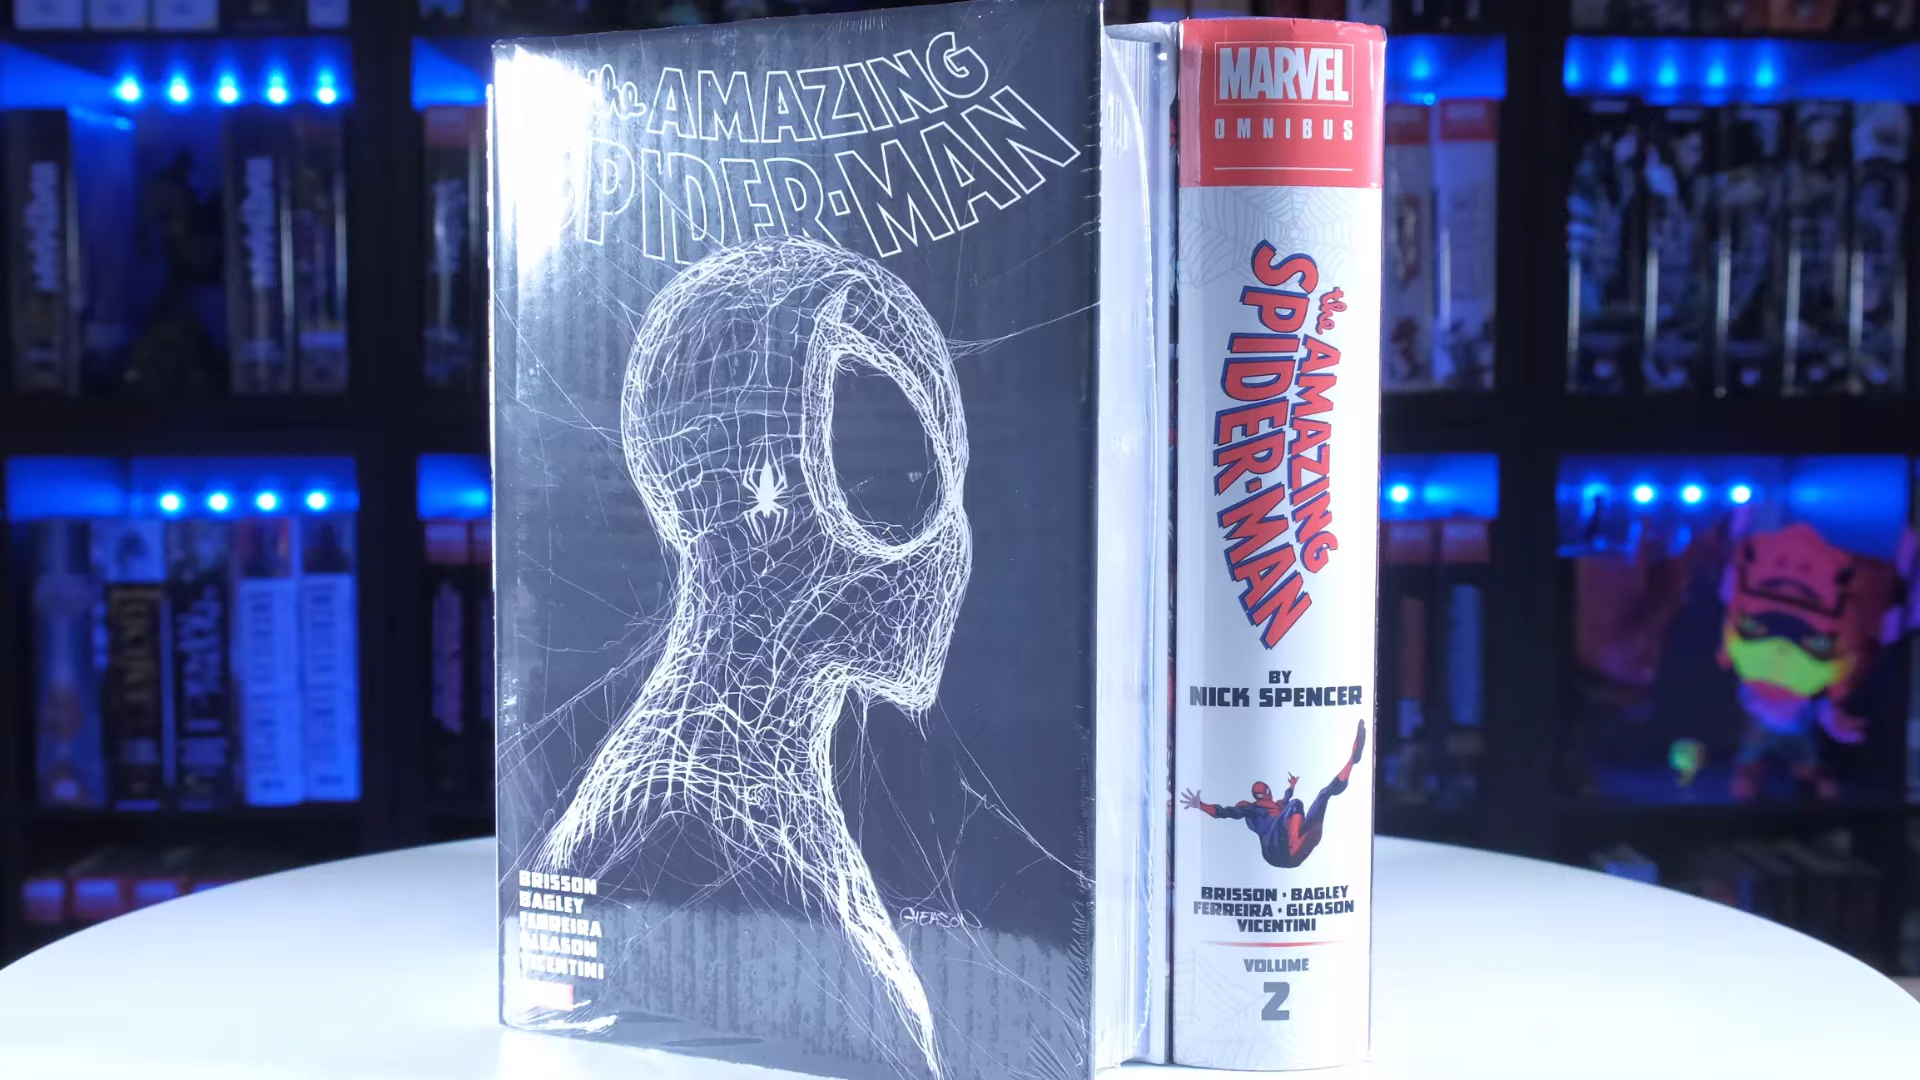 the AMAZING
SPIDER-MAN
BRISSON
BAGLEY
FERREIRA
GLEASON
VICENTINI
GLEASON
MARVEL
OMNIBUS
the AMAZING
SPIDER-MAN
BY
NICK SPENCER
BRISSON · BAGLEY
FERREIRA · GLEASON
VICENTINI
VOLUME
2